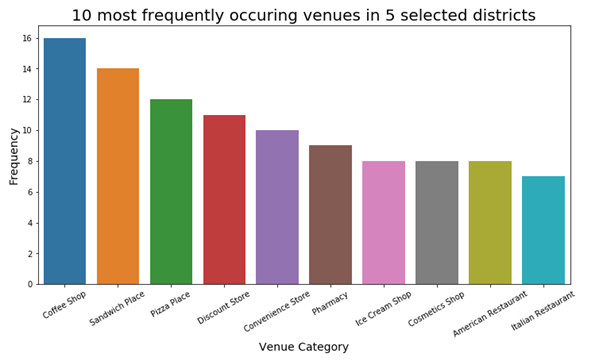 10 most frequently occuring venues in 5 selected districts
16
14
12
10
8
6
4
2
0
Frequency
Coffee Shop
Sandwich Place
Pizza Place
Discount Store
Convenience Store
Pharmacy
Ice Cream Shop
Cosmetics Shop
American Restaurant
Italian Restaurant
Venue Category